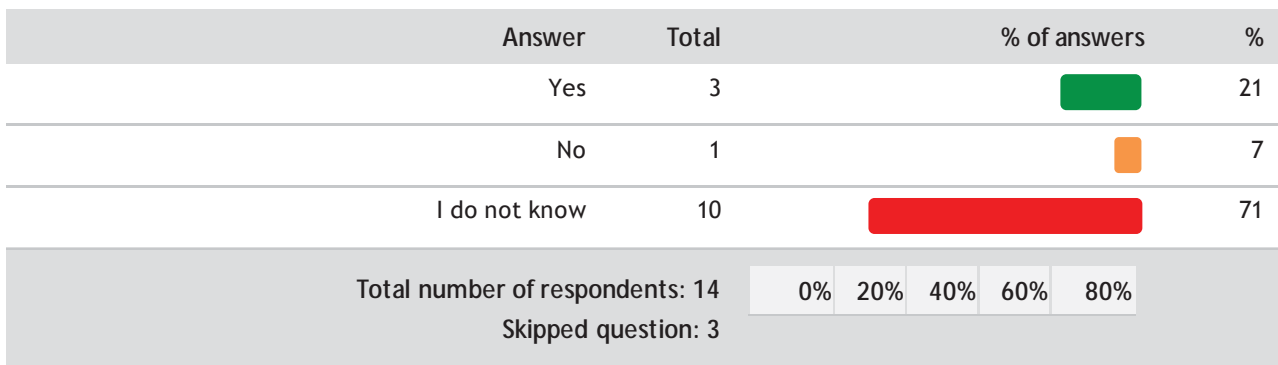 Answer Total % of answers %
Yes 3 21
No 1 7
I do not know 10 71
Total number of respondents: 14 0% 20% 40% 60% 80%
Skipped question: 3